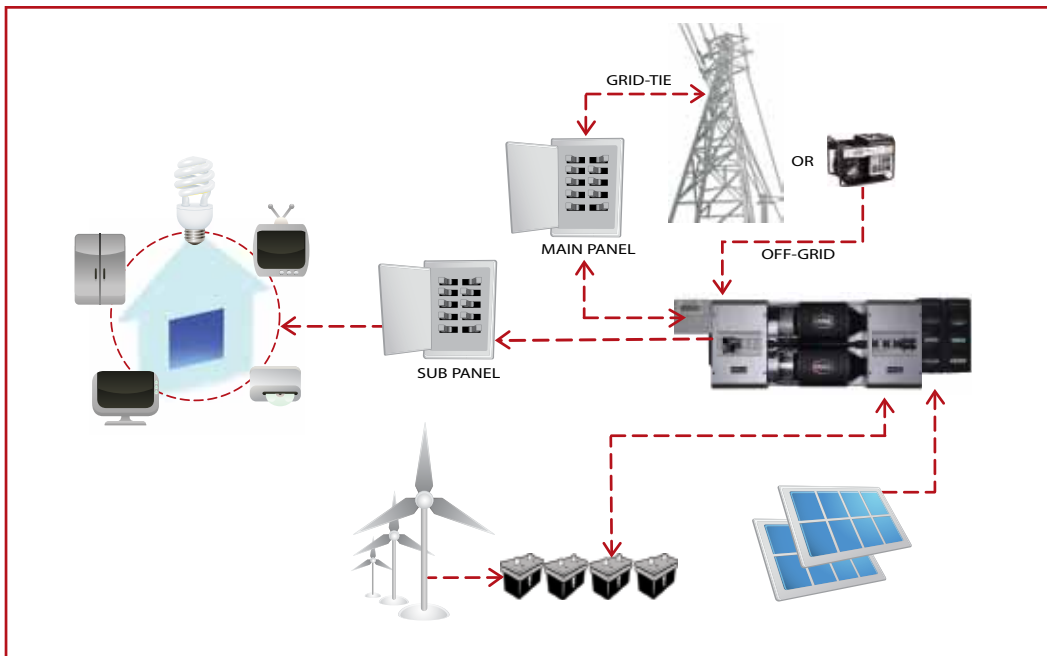 GRID-TIE
OR
MAIN PANEL
OFF-GRID
SUB PANEL